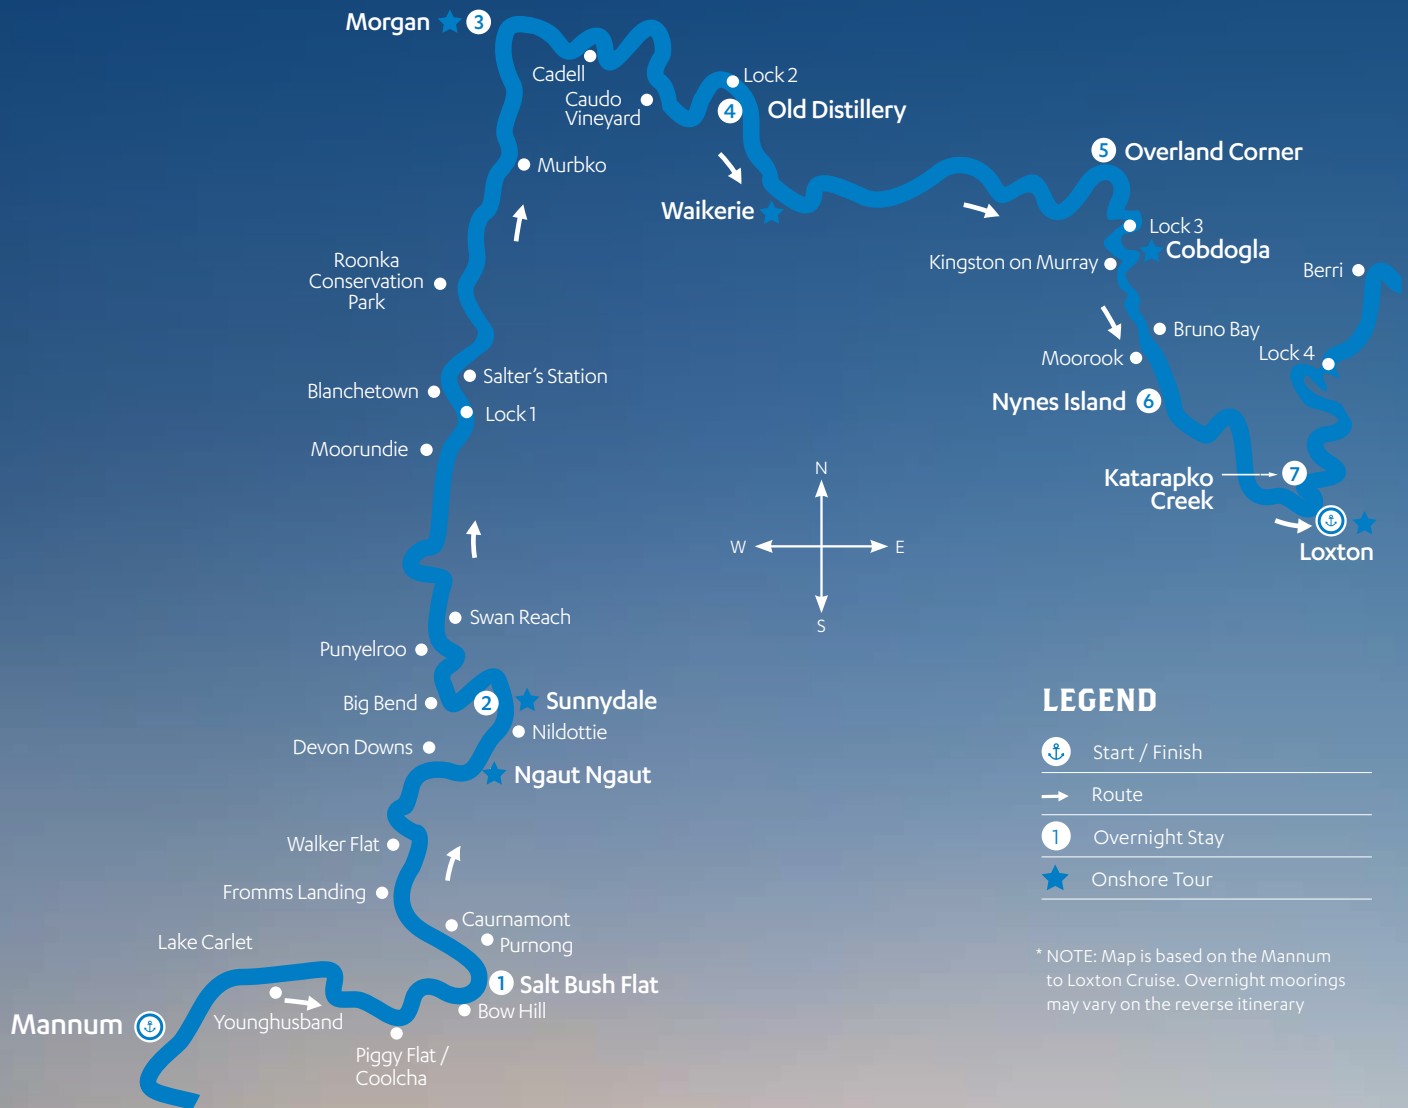 Morgan 3
Cadell
Caudo
Vineyard
Lock 2
4 Old Distillery
Murbko
Waikerie
5 Overland Corner
Lock 3
Cobdogla
Kingston on Murray
Berri
Roonka
Conservation
Park
Bruno Bay
Moorook
Lock 4
Salter's Station
Blanchetown
Lock 1
Nynes Island 6
Moorundie
Katarapko
Creek
7
Loxton
N
W
E
S
Swan Reach
Punyelroo
Big Bend
2 Sunnydale
Nildottie
Devon Downs
Ngaut Ngaut
Walker Flat
Fromms Landing
Caurnamont
Purnong
Lake Carlet
1 Salt Bush Flat
Bow Hill
Younghusband
Mannum
Piggy Flat /
Coolcha
LEGEND
Start / Finish
Route
1 Overnight Stay
Onshore Tour
* NOTE: Map is based on the Mannum
to Loxton Cruise. Overnight moorings
may vary on the reverse itinerary